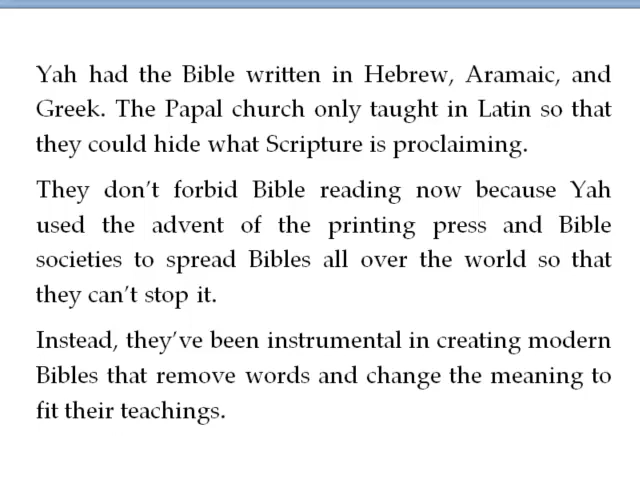 Yah had the Bible written in Hebrew, Aramaic, and
Greek. The Papal church only taught in Latin so that
they could hide what Scripture is proclaiming.
They don’t forbid Bible reading now because Yah
used the advent of the printing press and Bible
societies to spread Bibles all over the world so that
they can’t stop it.
Instead, they’ve been instrumental in creating modern
Bibles that remove words and change the meaning to
fit their teachings.